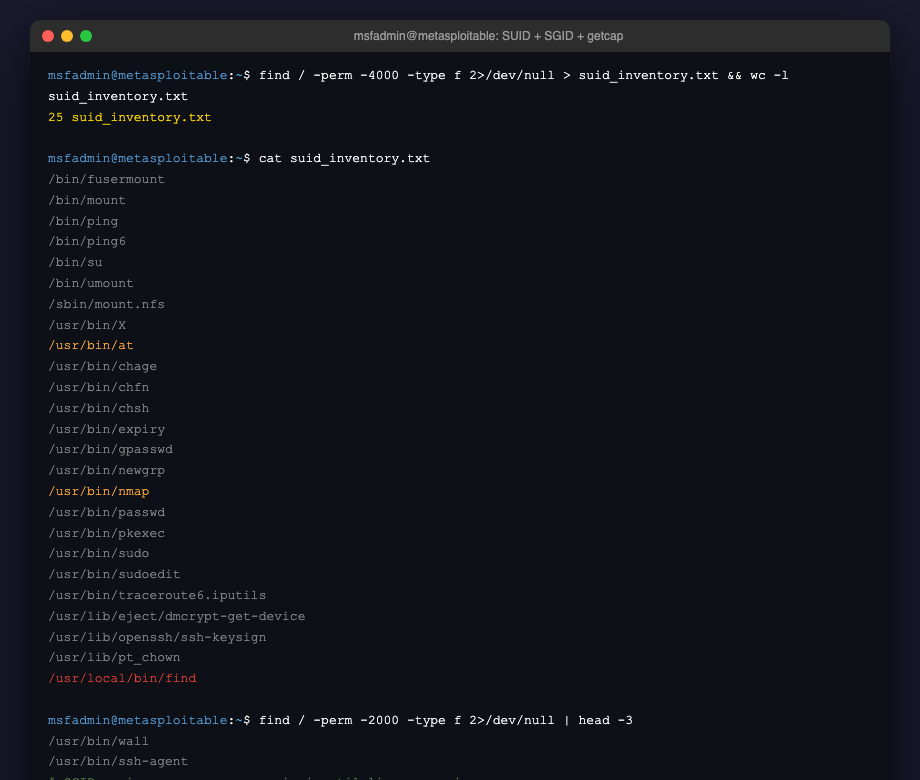 msfadmin@metasploitable: SUID + SGID + getcap
msfadmin@metasploitable:~$ find / -perm -4000 -type f 2>/dev/null > suid_inventory.txt && wc -l
suid_inventory.txt
25 suid_inventory.txt
msfadmin@metasploitable:~$ cat suid_inventory.txt
/bin/fusermount
/bin/mount
/bin/ping
/bin/ping6
/bin/su
/bin/umount
/sbin/mount.nfs
/usr/bin/X
/usr/bin/at
/usr/bin/chage
/usr/bin/chfn
/usr/bin/chsh
/usr/bin/expiry
/usr/bin/gpasswd
/usr/bin/newgrp
/usr/bin/nmap
/usr/bin/passwd
/usr/bin/pkexec
/usr/bin/sudo
/usr/bin/sudoedit
/usr/bin/traceroute6.iputils
/usr/lib/eject/dmcrypt-get-device
/usr/lib/openssh/ssh-keysign
/usr/lib/pt_chown
/usr/local/bin/find
msfadmin@metasploitable:~$ find / -perm -2000 -type f 2>/dev/null | head -3
/usr/bin/wall
/usr/bin/ssh-agent